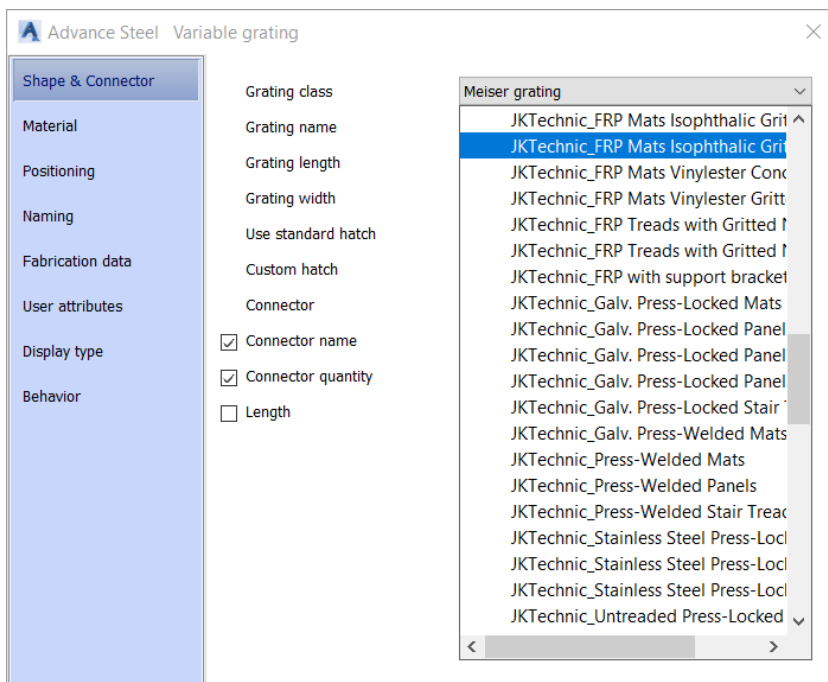 Advance Steel Variable grating
Shape & Connector
Material
Positioning
Naming
Fabrication data
User attributes
Display type
Behavior
Grating class
Grating name
Grating length
Grating width
Use standard hatch
Custom hatch
Connector
Connector name
Connector quantity
Length
Meiser grating
JKTechnic_FRP Mats Isophthalic Grit
JKTechnic_FRP Mats Isophthalic Grit
JKTechnic_FRP Mats Vinylester Conc
JKTechnic_FRP Mats Vinylester Gritt
JKTechnic_FRP Treads with Gritted N
JKTechnic_FRP Treads with Gritted N
JKTechnic_FRP with support bracket
JKTechnic_Galv. Press-Locked Mats
JKTechnic_Galv. Press-Locked Panel
JKTechnic_Galv. Press-Locked Panel
JKTechnic_Galv. Press-Locked Panel
JKTechnic_Galv. Press-Locked Stair T
JKTechnic_Galv. Press-Welded Mats
JKTechnic_Press-Welded Mats
JKTechnic_Press-Welded Panels
JKTechnic_Press-Welded Stair Tread
JKTechnic_Stainless Steel Press-Lock
JKTechnic_Stainless Steel Press-Lock
JKTechnic_Stainless Steel Press-Lock
JKTechnic_Untreaded Press-Locked